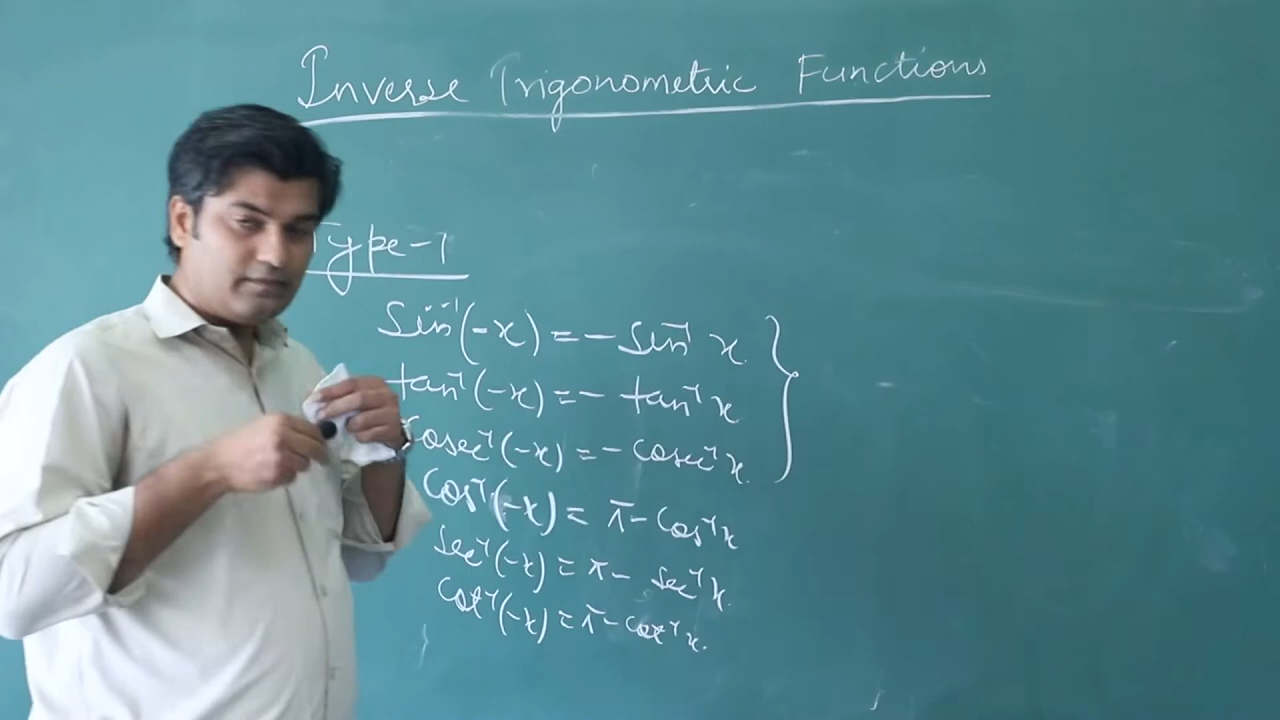 Inverse Trigonometric Functions
Type-1
Sin⁻¹(-x) = - Sin⁻¹ x
tan⁻¹(-x) = - tan⁻¹ x
Cosec⁻¹(-x) = - Cosec⁻¹ x
Cos⁻¹(-x) = π - Cos⁻¹ x
Sec⁻¹(-x) = π - Sec⁻¹ x
Cot⁻¹(-x) = π - Cot⁻¹ x